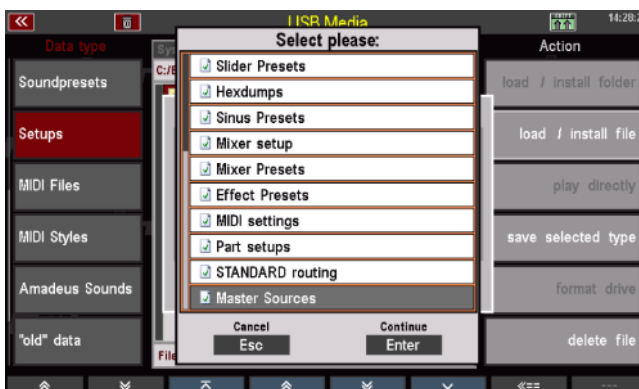 USB Media
14:28:2
Data type
Select please:
Action
Sys
C:/E
Soundpresets
Setups
MIDI Files
MIDI Styles
Amadeus Sounds
"old" data
Slider Presets
Hexdumps
Sinus Presets
Mixer setup
Mixer Presets
Effect Presets
MIDI settings
Part setups
STANDARD routing
Master Sources
Cancel
Esc
Continue
Enter
File
load / install folder
load / install file
play directly
save selected type
format drive
delete file